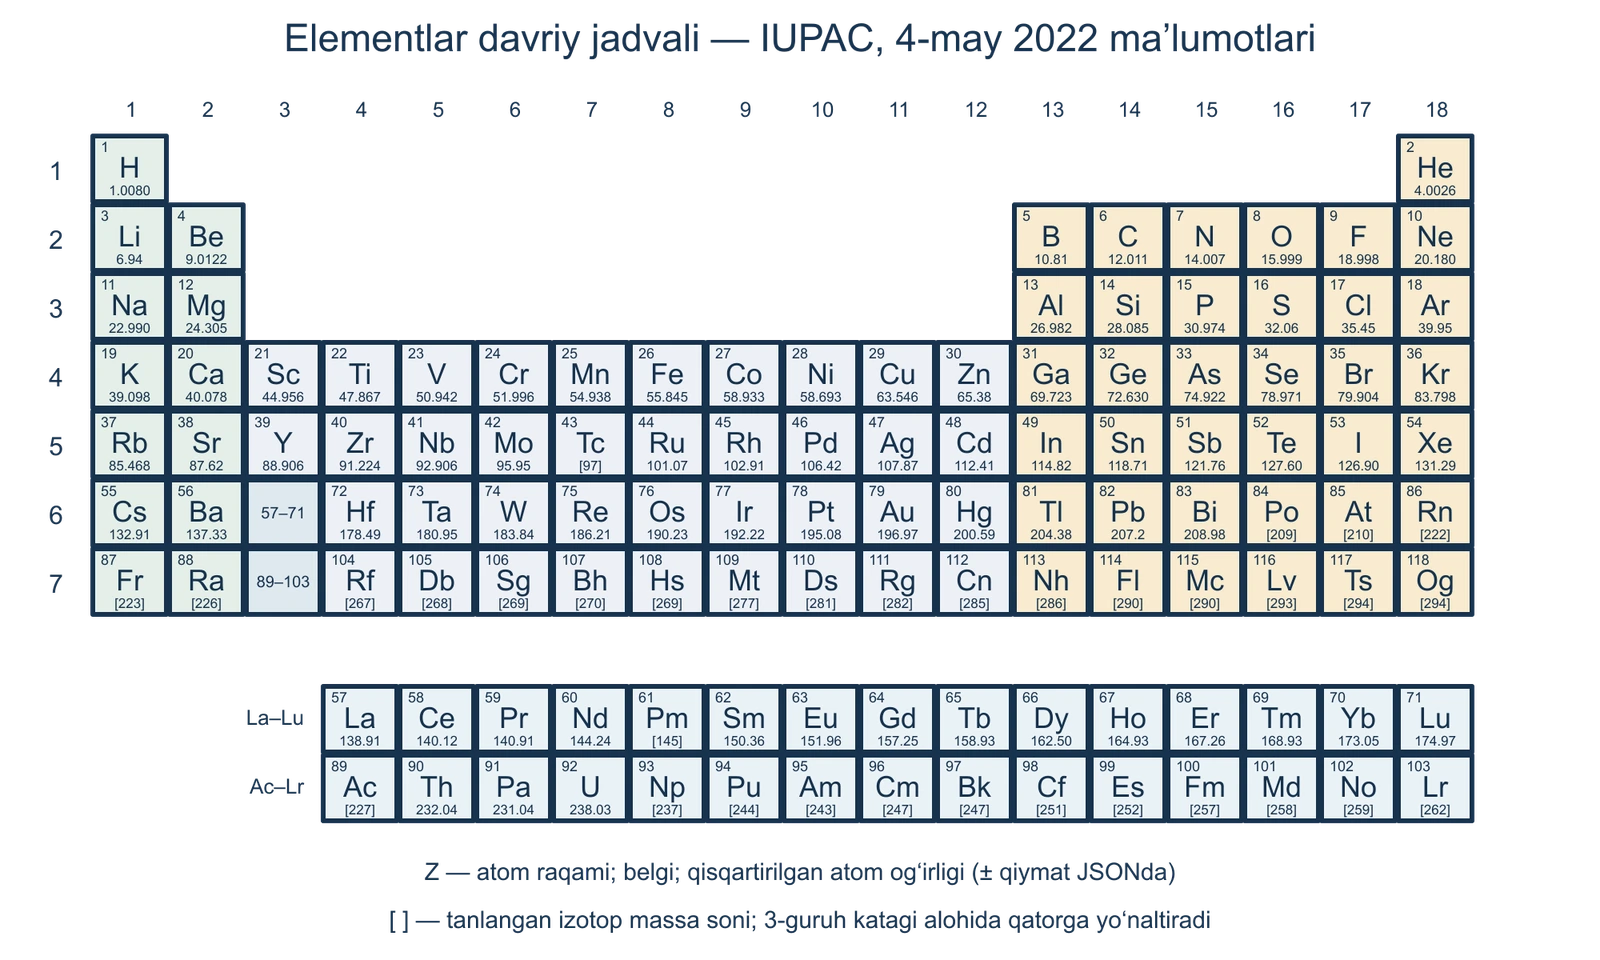 Elementlar davriy jadvali — IUPAC, 4-may 2022 ma’lumotlari
1 2 3 4 5 6 7 8 9 10 11 12 13 14 15 16 17 18
1 2
1 H He
1.0080 4.0026
3 4 5 6 7 8 9 10
2 Li Be B C N O F Ne
6.94 9.0122 10.81 12.011 14.007 15.999 18.998 20.180
11 12 13 14 15 16 17 18
3 Na Mg Al Si P S Cl Ar
22.990 24.305 26.982 28.085 30.974 32.06 35.45 39.95
19 20 21 22 23 24 25 26 27 28 29 30 31 32 33 34 35 36
4 K Ca Sc Ti V Cr Mn Fe Co Ni Cu Zn Ga Ge As Se Br Kr
39.098 40.078 44.956 47.867 50.942 51.996 54.938 55.845 58.933 58.693 63.546 65.38 69.723 72.630 74.922 78.971 79.904 83.798
37 38 39 40 41 42 43 44 45 46 47 48 49 50 51 52 53 54
5 Rb Sr Y Zr Nb Mo Tc Ru Rh Pd Ag Cd In Sn Sb Te I Xe
85.468 87.62 88.906 91.224 92.906 95.95 [97] 101.07 102.91 106.42 107.87 112.41 114.82 118.71 121.76 127.60 126.90 131.29
55 56 72 73 74 75 76 77 78 79 80 81 82 83 84 85 86
6 Cs Ba 57–71 Hf Ta W Re Os Ir Pt Au Hg Tl Pb Bi Po At Rn
132.91 137.33 178.49 180.95 183.84 186.21 190.23 192.22 195.08 196.97 200.59 204.38 207.2 208.98 [209] [210] [222]
87 88 104 105 106 107 108 109 110 111 112 113 114 115 116 117 118
7 Fr Ra 89–103 Rf Db Sg Bh Hs Mt Ds Rg Cn Nh Fl Mc Lv Ts Og
[223] [226] [267] [268] [269] [270] [269] [277] [281] [282] [285] [286] [290] [290] [293] [294] [294]
57 58 59 60 61 62 63 64 65 66 67 68 69 70 71
La–Lu La Ce Pr Nd Pm Sm Eu Gd Tb Dy Ho Er Tm Yb Lu
138.91 140.12 140.91 144.24 [145] 150.36 151.96 157.25 158.93 162.50 164.93 167.26 168.93 173.05 174.97
89 90 91 92 93 94 95 96 97 98 99 100 101 102 103
Ac–Lr Ac Th Pa U Np Pu Am Cm Bk Cf Es Fm Md No Lr
[227] 232.04 231.04 238.03 [237] [244] [243] [247] [247] [251] [252] [257] [258] [259] [262]
Z — atom raqami; belgi; qisqartirilgan atom og‘irligi (± qiymat JSONda)
[ ] — tanlangan izotop massa soni; 3-guruh katagi alohida qatorga yo‘naltiradi